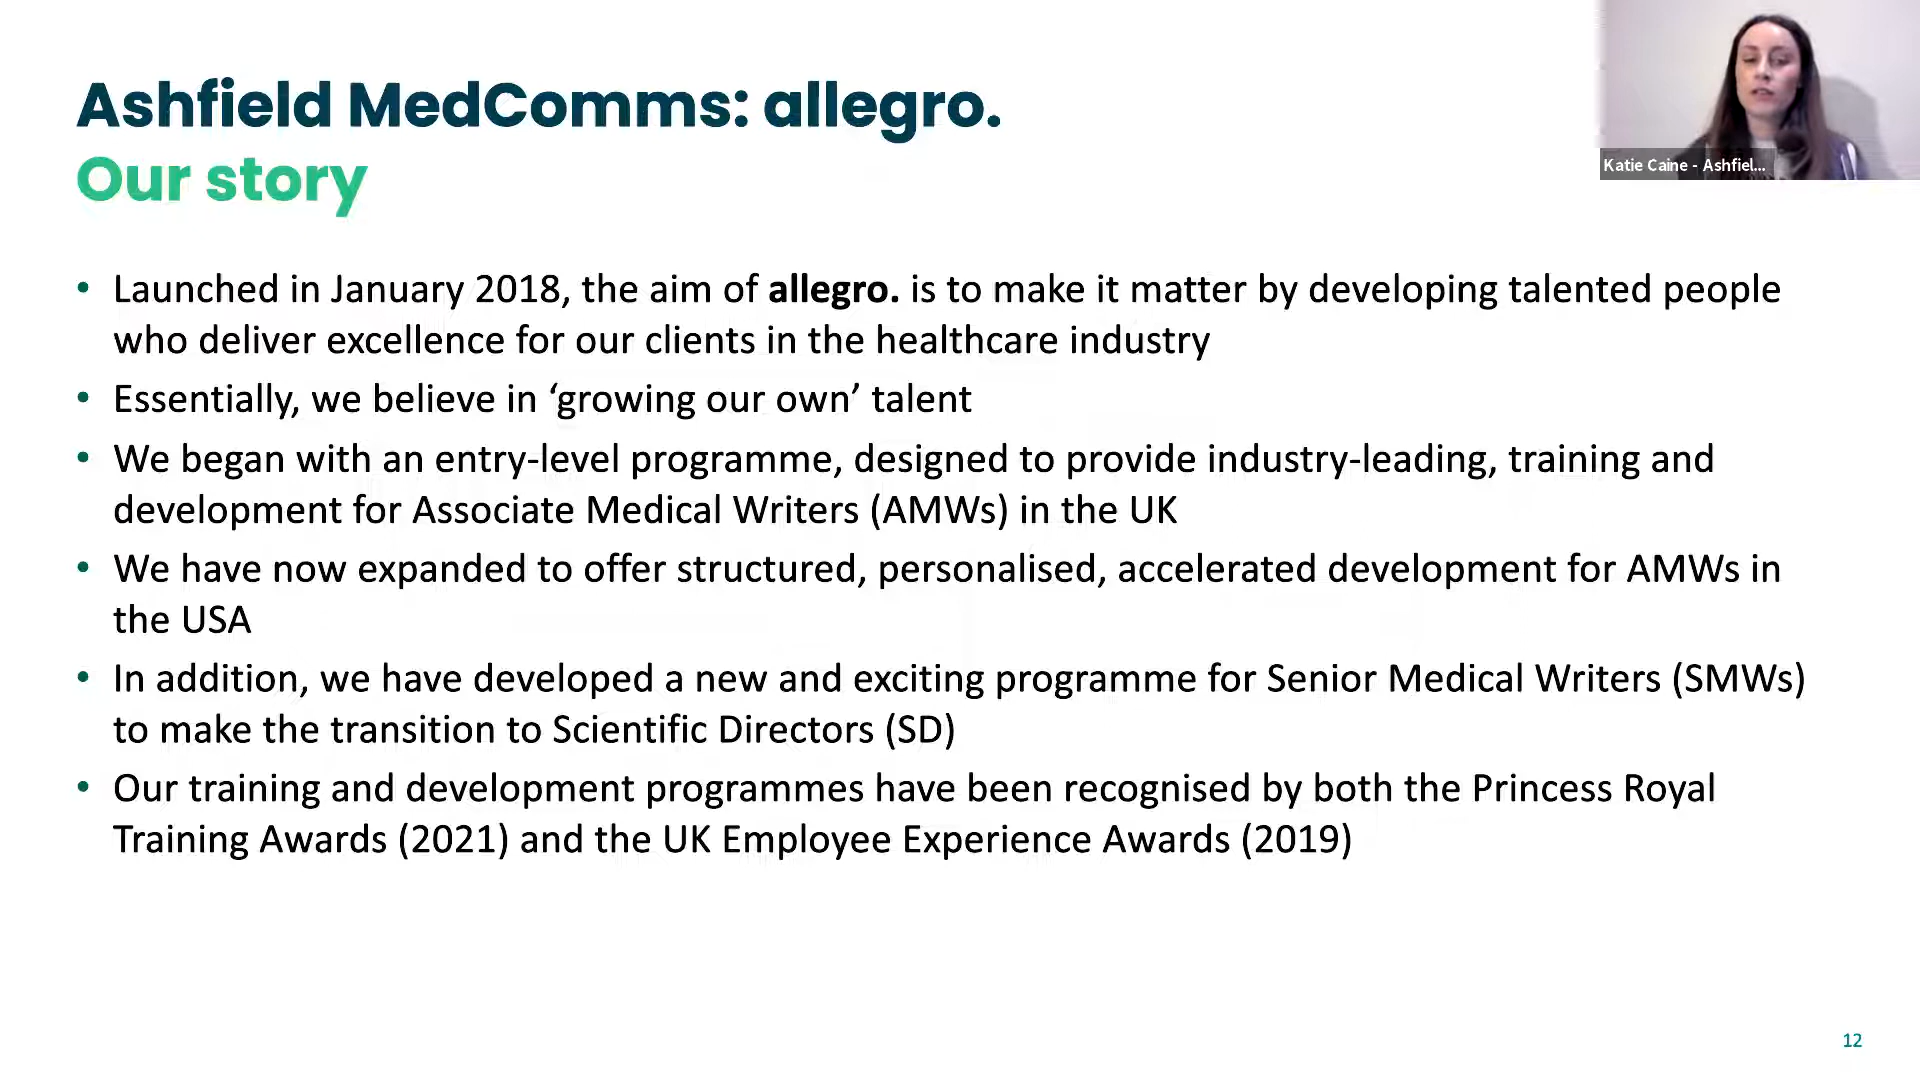 Ashfield MedComms: allegro.
Our story
Katie Caine - Ashfiel...
• Launched in January 2018, the aim of allegro. is to make it matter by developing talented people
who deliver excellence for our clients in the healthcare industry
• Essentially, we believe in ‘growing our own’ talent
• We began with an entry-level programme, designed to provide industry-leading, training and
development for Associate Medical Writers (AMWs) in the UK
• We have now expanded to offer structured, personalised, accelerated development for AMWs in
the USA
• In addition, we have developed a new and exciting programme for Senior Medical Writers (SMWs)
to make the transition to Scientific Directors (SD)
• Our training and development programmes have been recognised by both the Princess Royal
Training Awards (2021) and the UK Employee Experience Awards (2019)
12